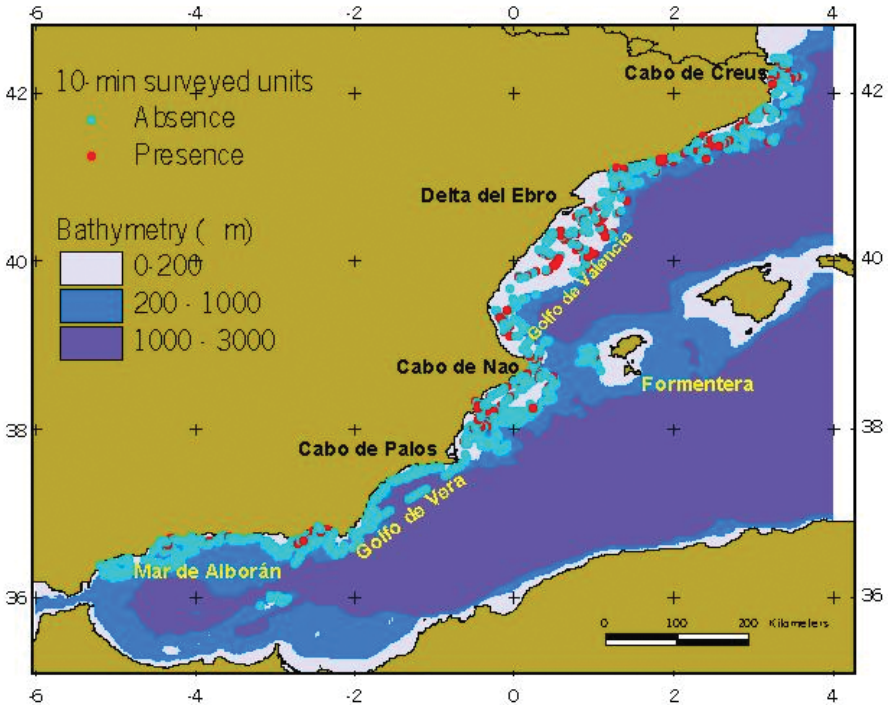 -6 -4 -2 0 2 4
10- min surveyed units
Absence
Presence
Bathymetry ( m)
0-200
200 - 1000
1000 - 3000
Cabo de Creus
Delta del Ebro
Golfo de Valencia
Cabo de Nao
Formentera
Cabo de Palos
Golfo de Vera
Mar de Alborán
42 42
40 40
38 38
36 36
0 100 200 Kilometers
-6 -4 -2 0 2 4